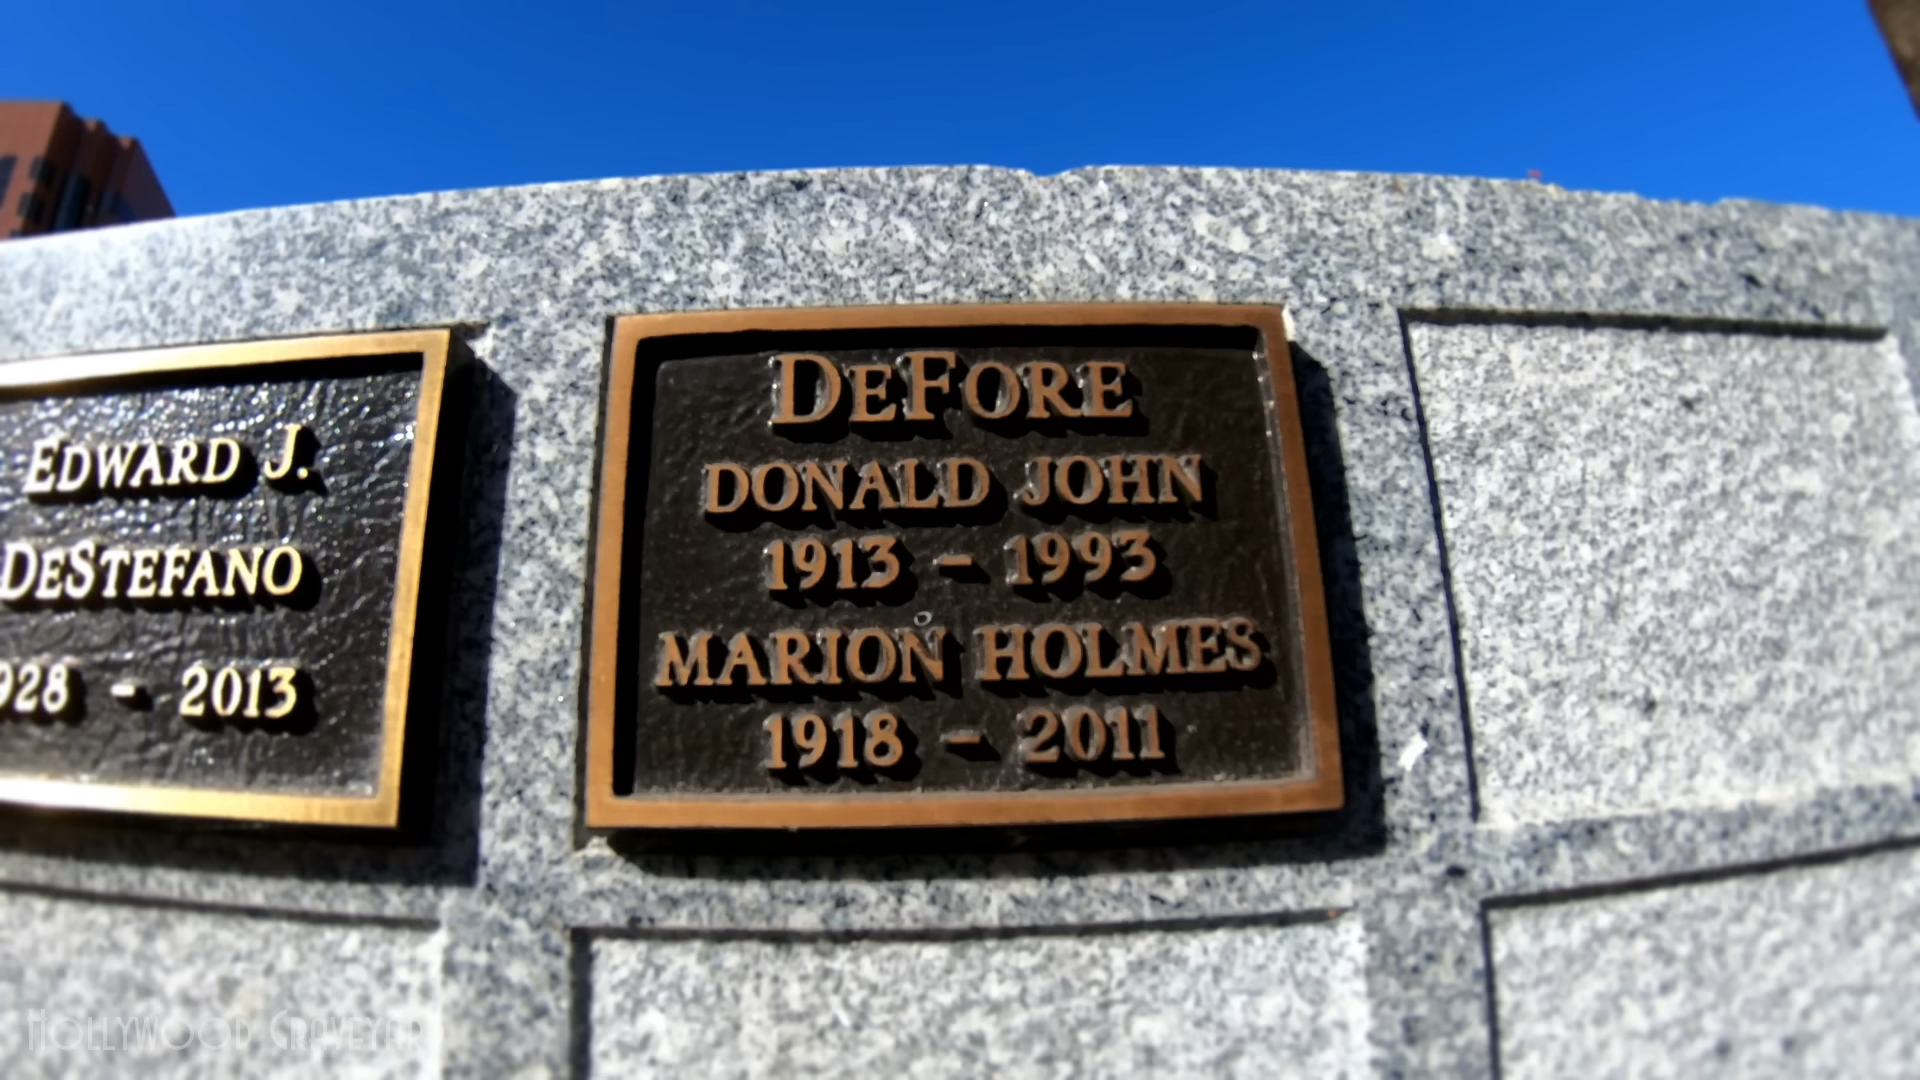 EDWARD J.
DESTEFANO
928 - 2013
DEFORE
DONALD JOHN
1913 - 1993
MARION HOLMES
1918 - 2011
HOLLYWOOD GRAVEYARD